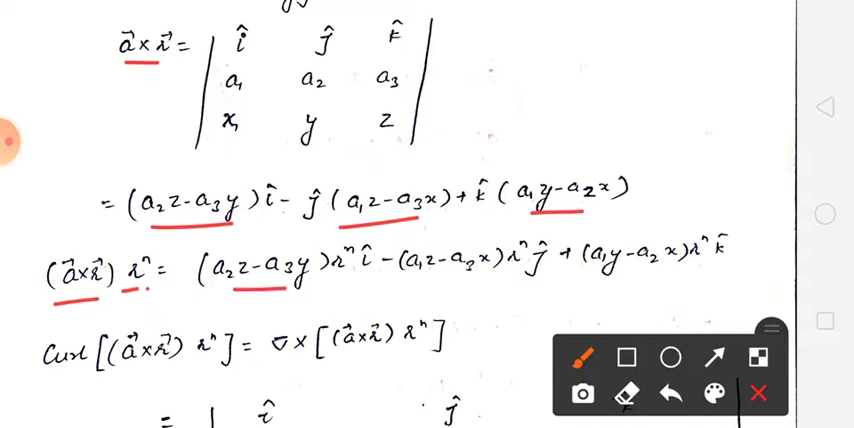 a⃗ × r⃗ = | î ĵ k̂
a₁ a₂ a₃
x, y z |
= (a₂z - a₃y) î - ĵ (a₁z - a₃x) + k̂ (a₁y - a₂x)
(a⃗×r⃗) rⁿ = (a₂z - a₃y) rⁿ î - (a₁z - a₃x) rⁿ ĵ + (a₁y - a₂x) rⁿ k̂
Curl [(a⃗×r⃗) rⁿ] = ∇ × [(a⃗×r⃗) rⁿ]
= | î ĵ